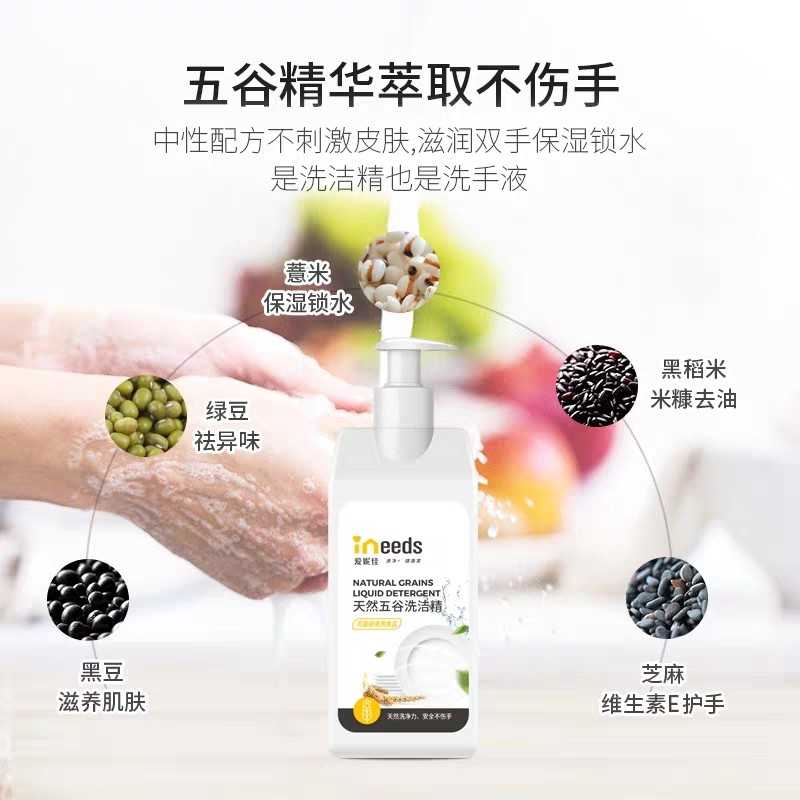 五谷精华萃取不伤手
中性配方不刺激皮肤,滋润双手保湿锁水
是洗洁精也是洗手液
薏米
保湿锁水
黑稻米
米糠去油
绿豆
祛异味
黑豆
滋养肌肤
芝麻
维生素E护手
ineeds
爱妮佳
NATURAL GRAINS
LIQUID DETERGENT
天然五谷洗洁精
天然洗净力、安全不伤手